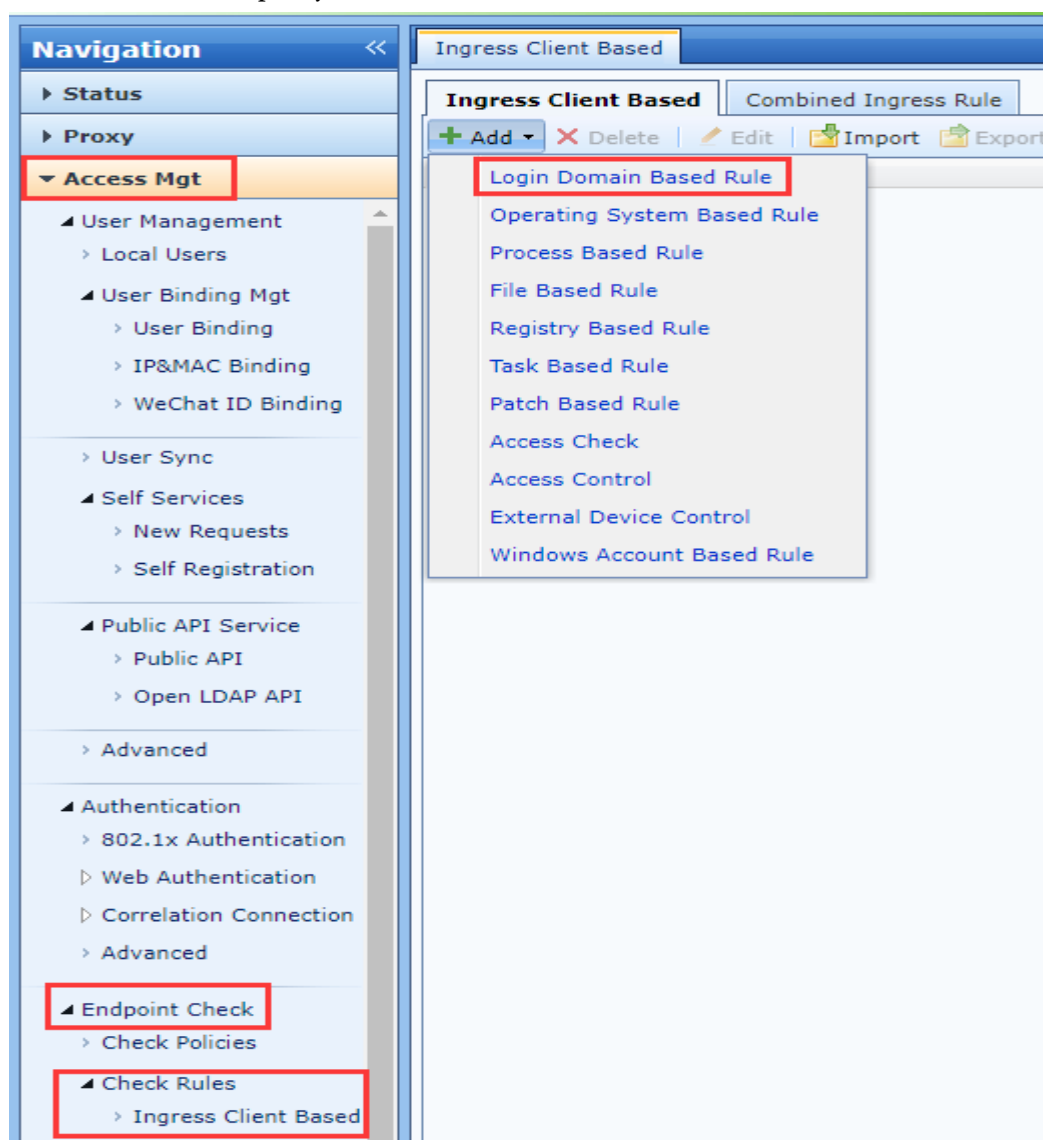 Navigation
Status
Proxy
Access Mgt
User Management
Local Users
User Binding Mgt
User Binding
IP&MAC Binding
WeChat ID Binding
User Sync
Self Services
New Requests
Self Registration
Public API Service
Public API
Open LDAP API
Advanced
Authentication
802.1x Authentication
Web Authentication
Correlation Connection
Advanced
Endpoint Check
Check Policies
Check Rules
Ingress Client Based
Ingress Client Based
Ingress Client Based Combined Ingress Rule
Add Delete Edit Import Export
Login Domain Based Rule
Operating System Based Rule
Process Based Rule
File Based Rule
Registry Based Rule
Task Based Rule
Patch Based Rule
Access Check
Access Control
External Device Control
Windows Account Based Rule